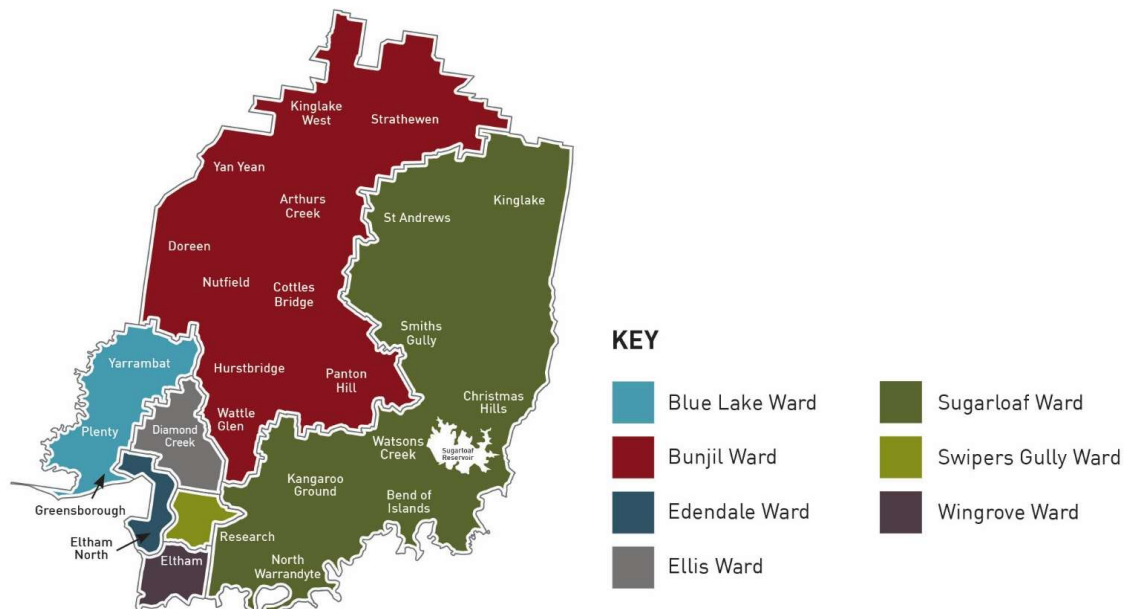 Kinglake
West
Strathewen
Yan Yean
Arthurs
Creek
Kinglake
St Andrews
Doreen
Nutfield
Cottles
Bridge
Smiths
Gully
Yarrambat
Hurstbridge
Panton
Hill
Christmas
Hills
Wattle
Glen
Plenty
Diamond
Creek
Watsons
Creek
Sugarloaf
Reservoir
Kangaroo
Ground
Bend of
Islands
Greensborough
Eltham
North
Research
Eltham
North
Warrandyte
KEY
Blue Lake Ward
Bunjil Ward
Edendale Ward
Ellis Ward
Sugarloaf Ward
Swipers Gully Ward
Wingrove Ward